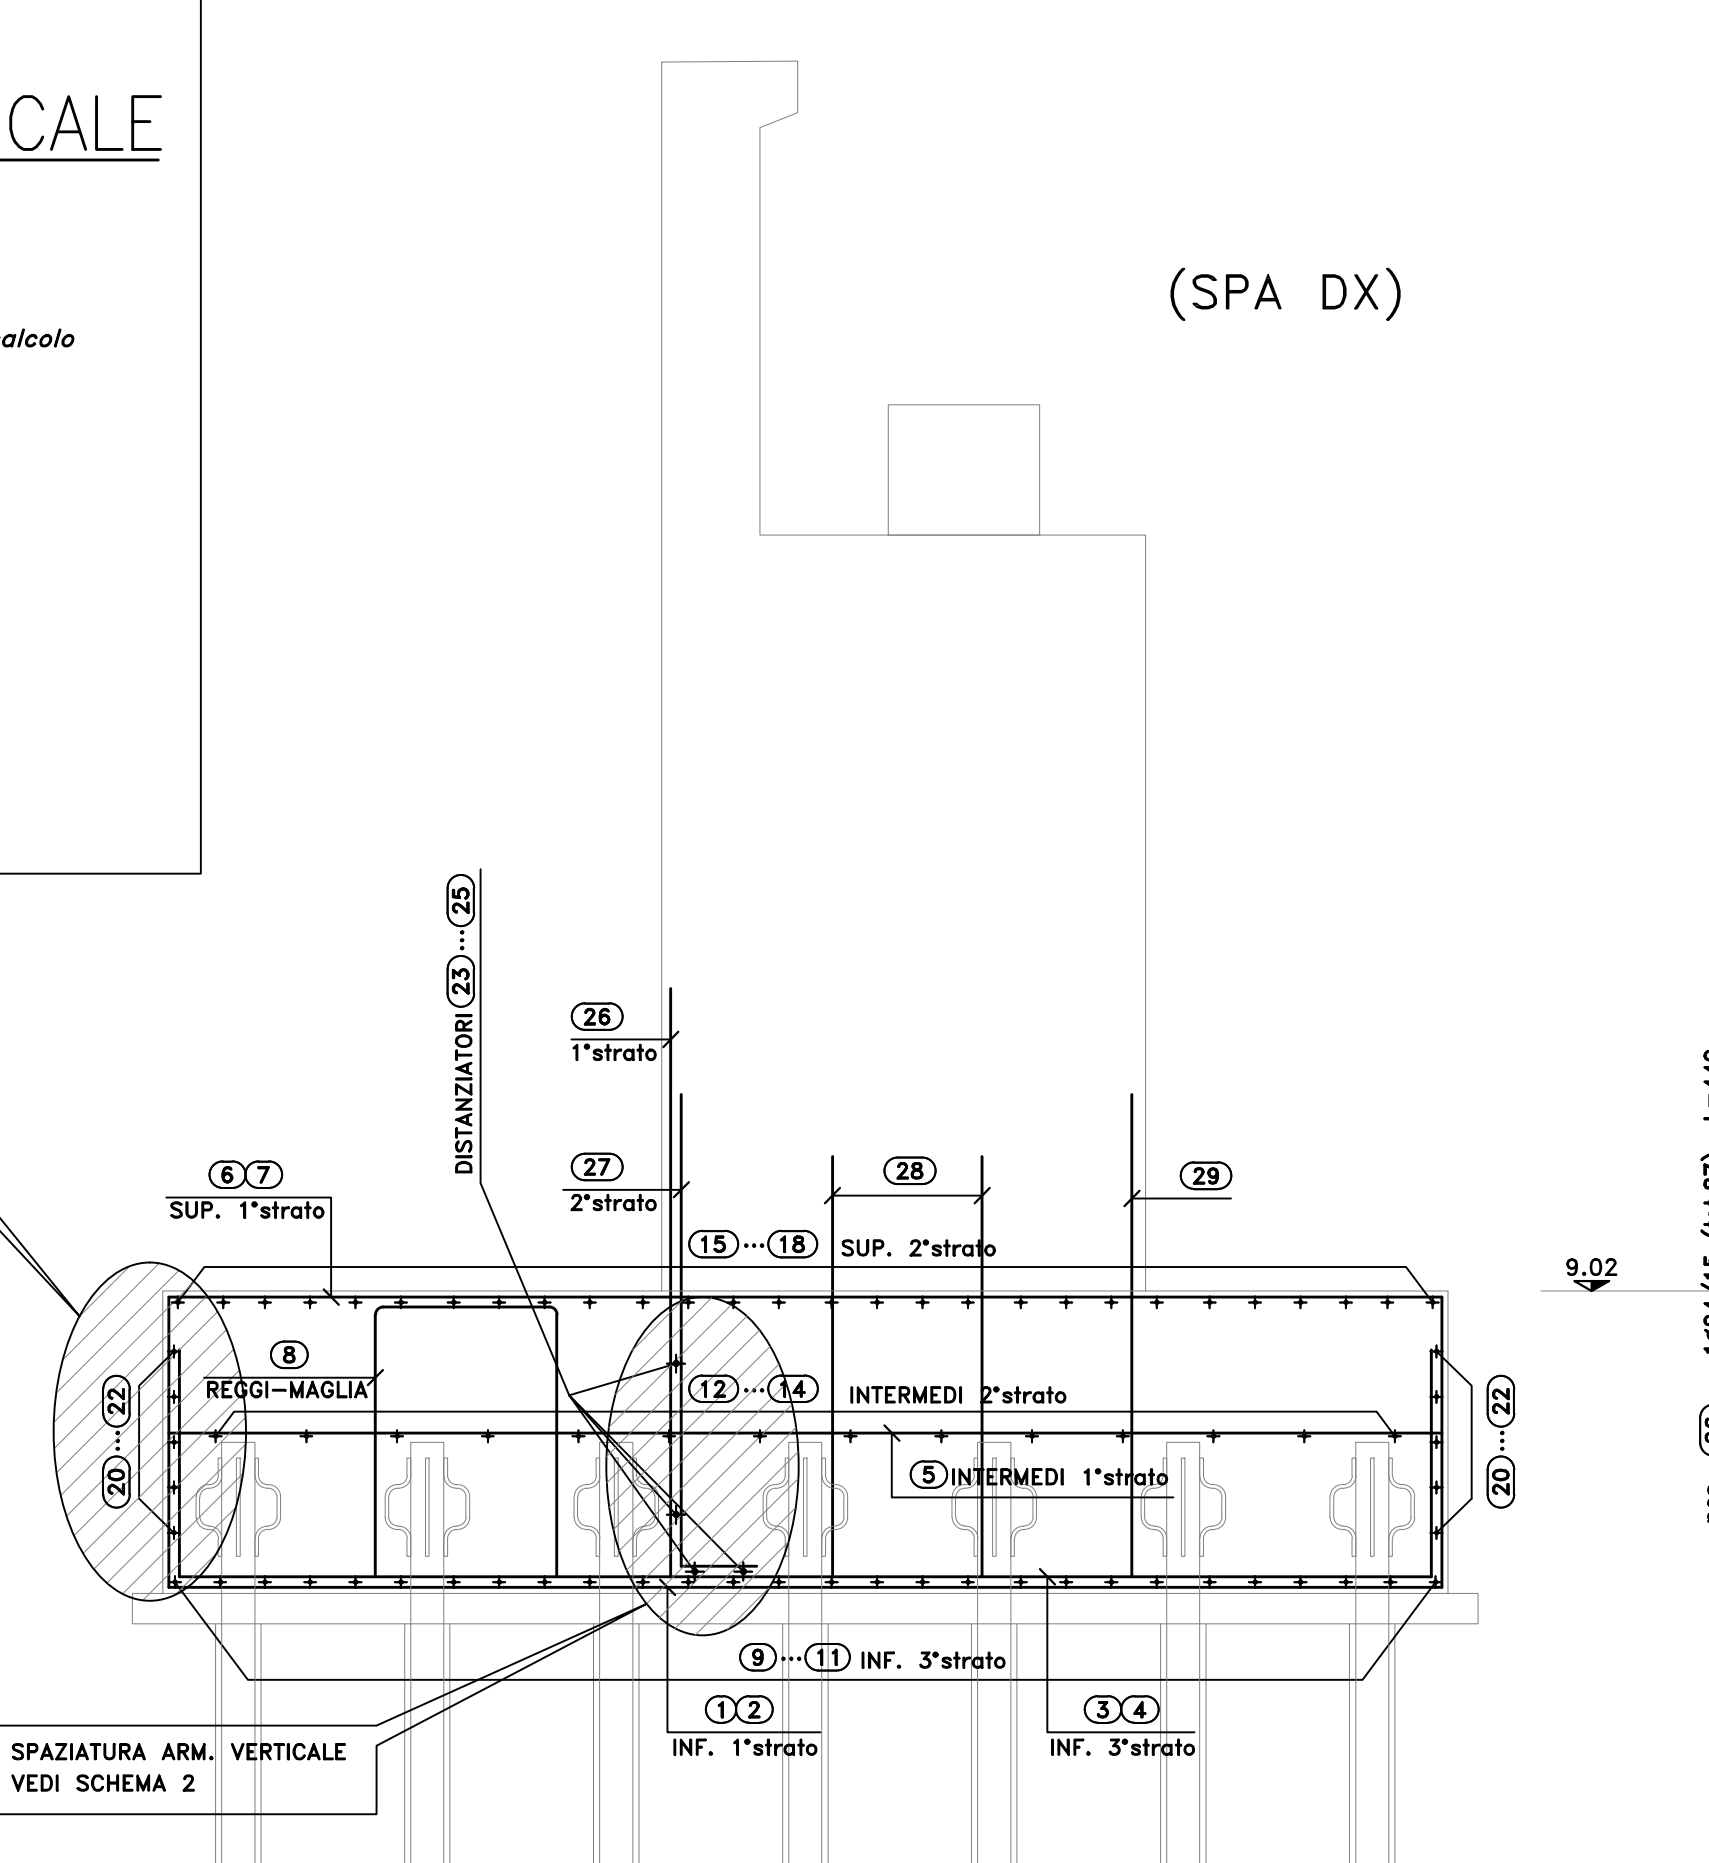 CALE
alcolo
(SPA DX)
DISTANZIATORI 23...25
26
1°strato
27
2°strato
28
29
6 7
SUP. 1°strato
15...18 SUP. 2°strato
9.02
8
REGGI-MAGLIA
12...14 INTERMEDI 2°strato
20...22
5 INTERMEDI 1°strato
20...22
9...11 INF. 3°strato
1 2
INF. 1°strato
3 4
INF. 3°strato
SPAZIATURA ARM. VERTICALE
VEDI SCHEMA 2